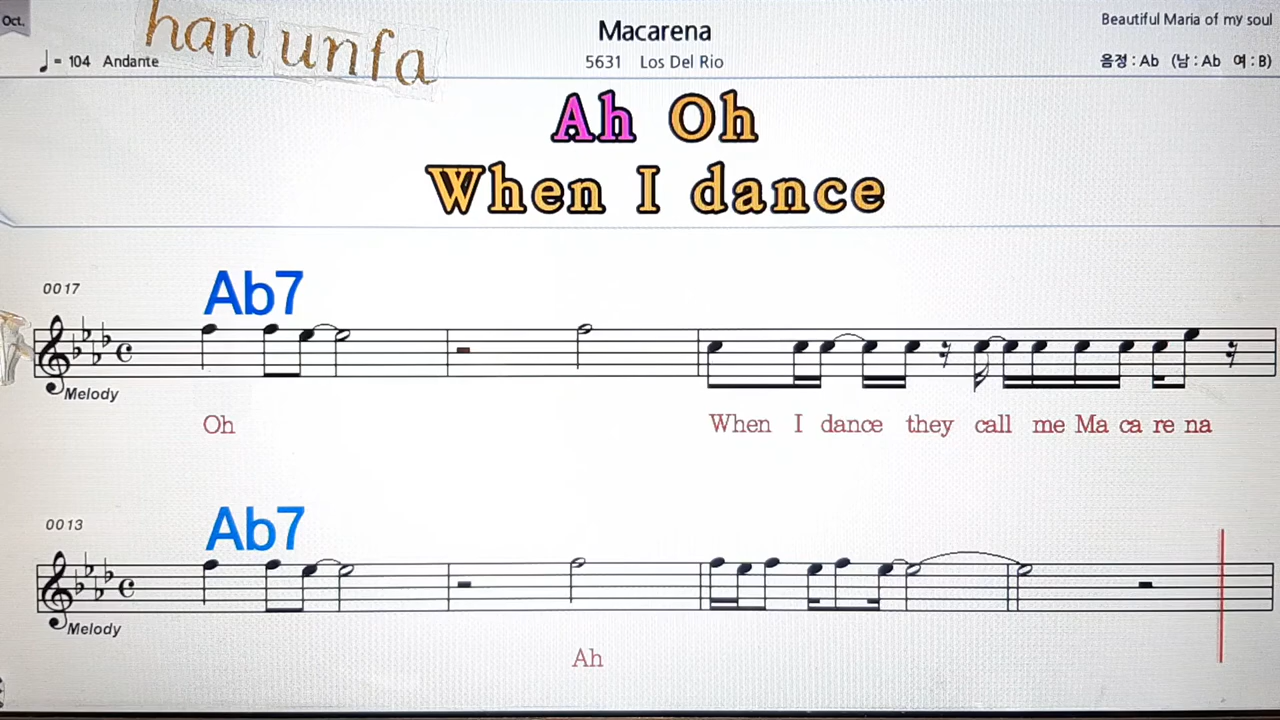 Oct.
han unfa
Macarena
Beautiful Maria of my soul
♩= 104 Andante
5631 Los Del Rio
음정 : Ab (남 : Ab 여 : B)
Ah Oh
When I dance
0017
Ab7
Melody
Oh When I dance they call me Ma ca re na
0013
Ab7
Melody
Ah